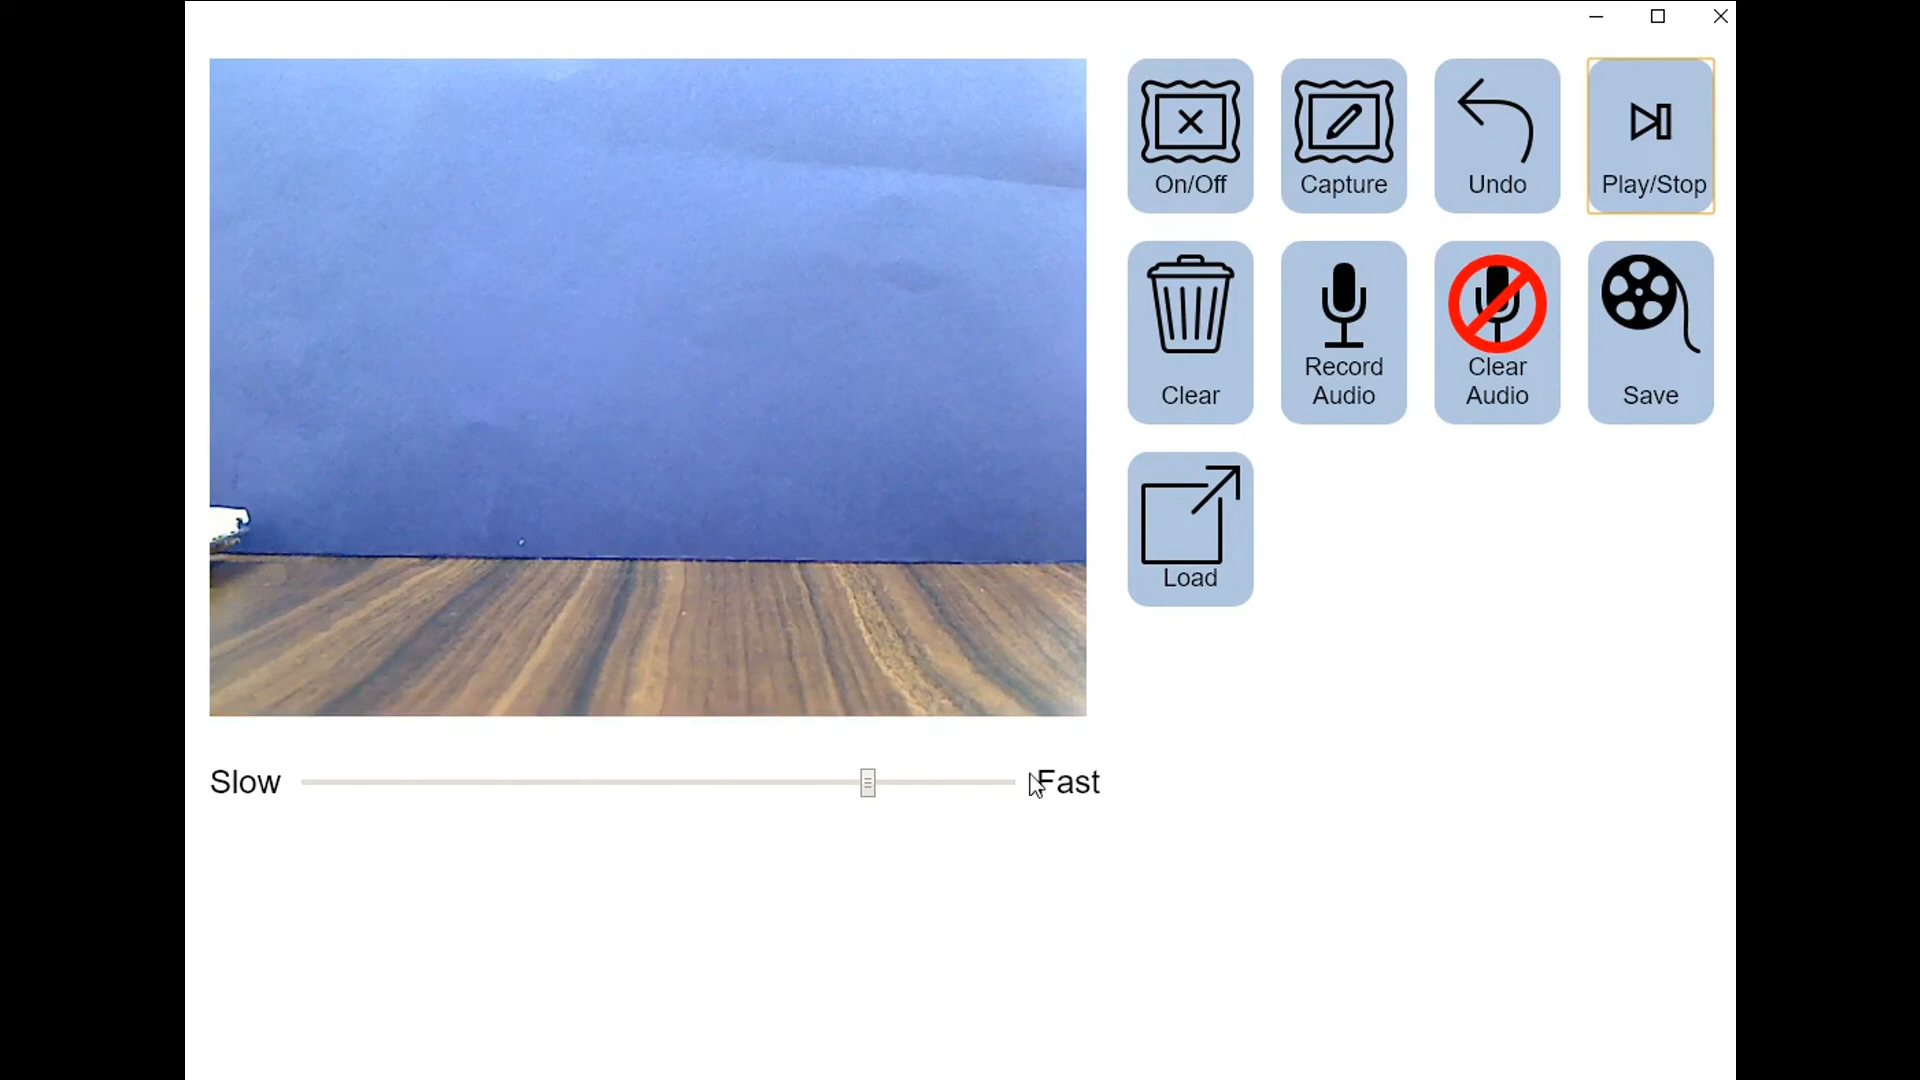 On/Off
Capture
Undo
Play/Stop
Clear
Record
Audio
Clear
Audio
Save
Load
Slow
Fast